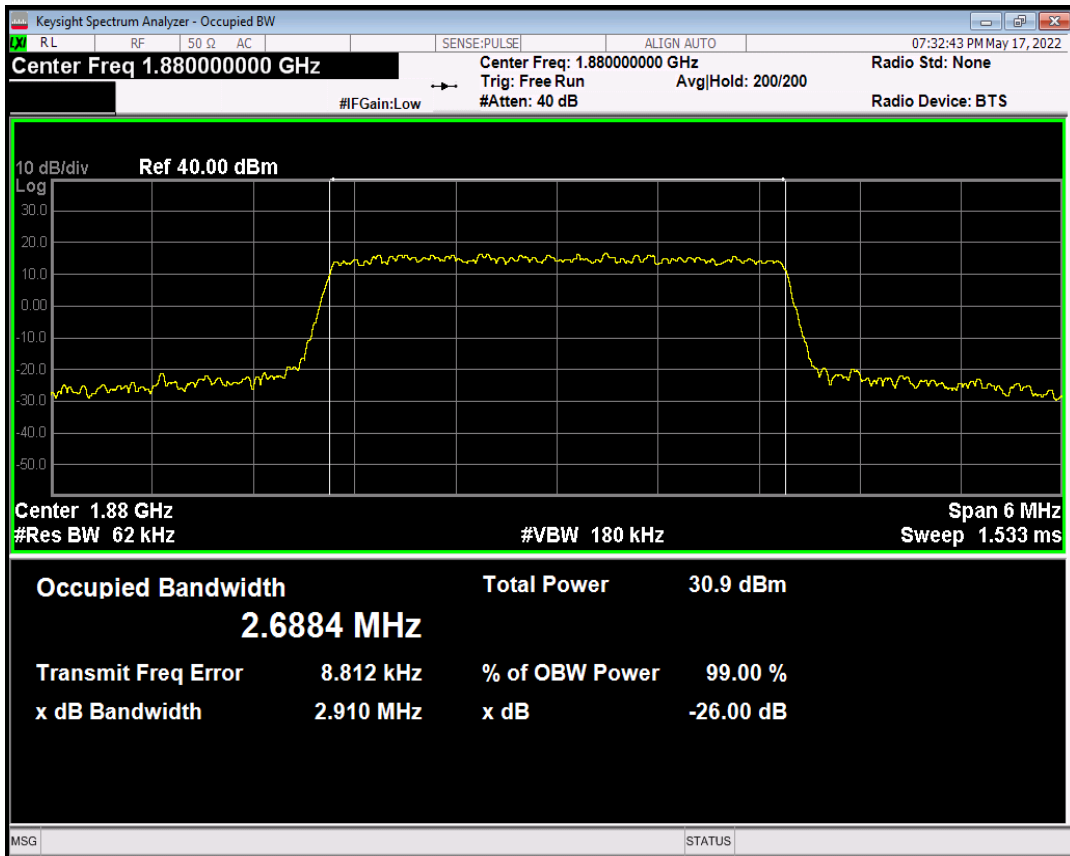 Keysight Spectrum Analyzer - Occupied BW
LXI RL RF 50 Ω AC SENSE:PULSE ALIGN AUTO 07:32:43 PM May 17, 2022
Center Freq 1.880000000 GHz Center Freq: 1.880000000 GHz Radio Std: None
Trig: Free Run Avg|Hold: 200/200
#IFGain:Low #Atten: 40 dB Radio Device: BTS
10 dB/div Ref 40.00 dBm
Log
30.0
20.0
10.0
0.00
-10.0
-20.0
-30.0
-40.0
-50.0
Center 1.88 GHz Span 6 MHz
#Res BW 62 kHz #VBW 180 kHz Sweep 1.533 ms
Occupied Bandwidth Total Power 30.9 dBm
2.6884 MHz
Transmit Freq Error 8.812 kHz % of OBW Power 99.00 %
x dB Bandwidth 2.910 MHz x dB -26.00 dB
MSG STATUS